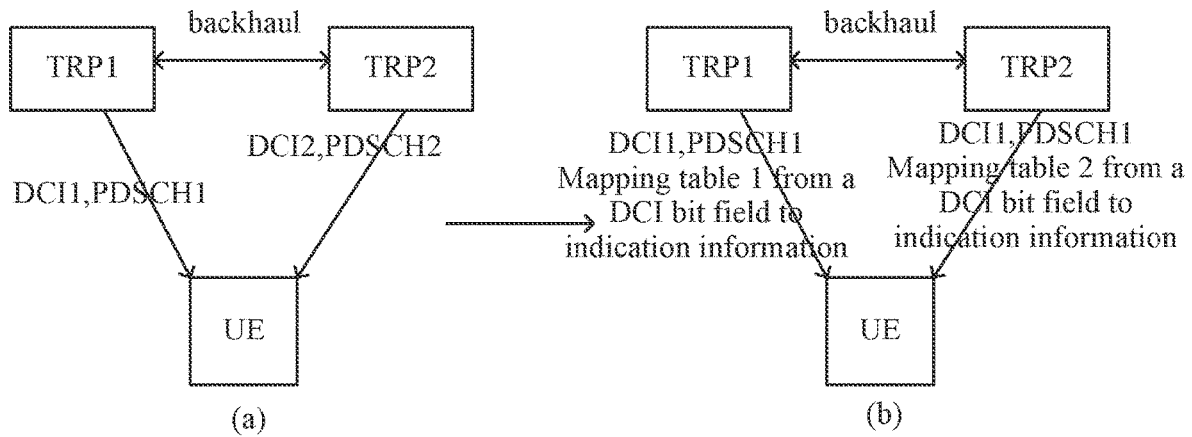 backhaul
TRP1
TRP2
DCI2,PDSCH2
DCI1,PDSCH1
UE
(a)
backhaul
TRP1
TRP2
DCI1,PDSCH1
Mapping table 1 from a
DCI bit field to
indication information
DCI1,PDSCH1
Mapping table 2 from a
DCI bit field to
indication information
UE
(b)